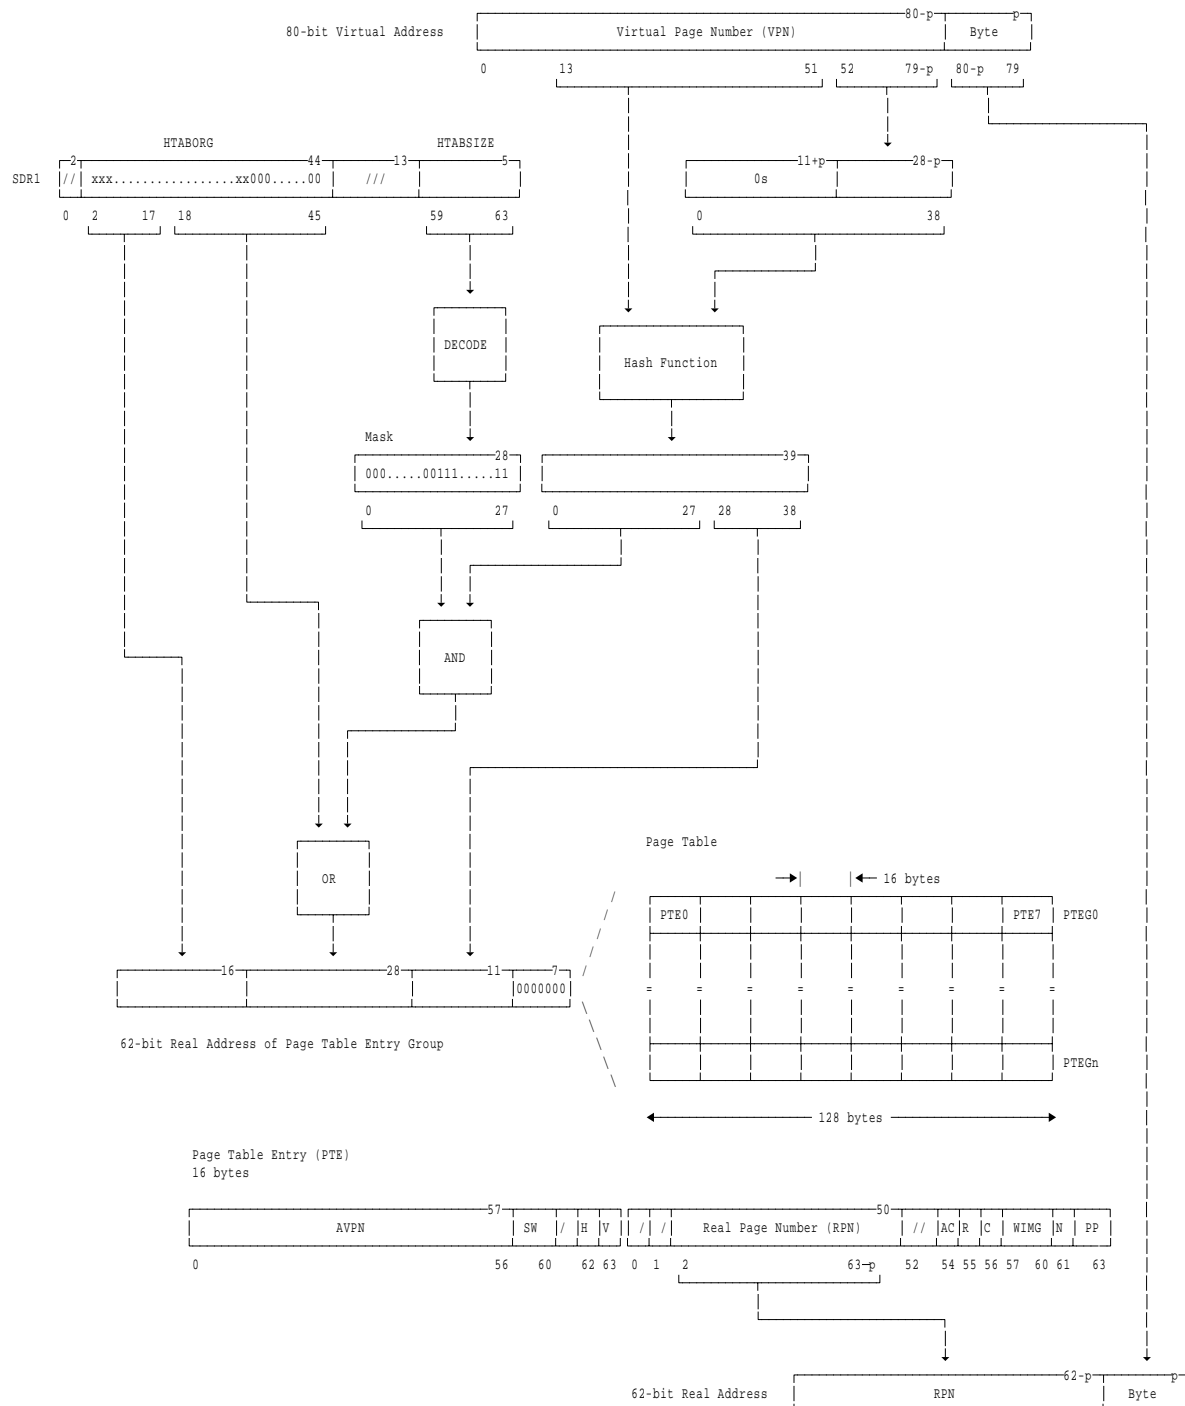 80-p p
80-bit Virtual Address Virtual Page Number (VPN) Byte
0 13 51 52 79-p 80-p 79
HTABORG HTABSIZE
2 44 13 5 11+p 28-p
SDR1 // xxx.................xx000.....00 /// 0s
0 2 17 18 45 59 63 0 38
DECODE
Hash Function
Mask
28 39
000.....00111.....11
0 27 0 27 28 38
AND
Page Table
OR
16 bytes
PTE0 PTE7 PTEG0
16 28 11 7
0000000 = = = = = = = = =
62-bit Real Address of Page Table Entry Group
PTEGn
128 bytes
Page Table Entry (PTE)
16 bytes
57 50
AVPN SW / H V / / Real Page Number (RPN) // AC R C WIMG N PP
0 56 60 62 63 0 1 2 63-p 52 54 55 56 57 60 61 63
62-p p
62-bit Real Address RPN Byte